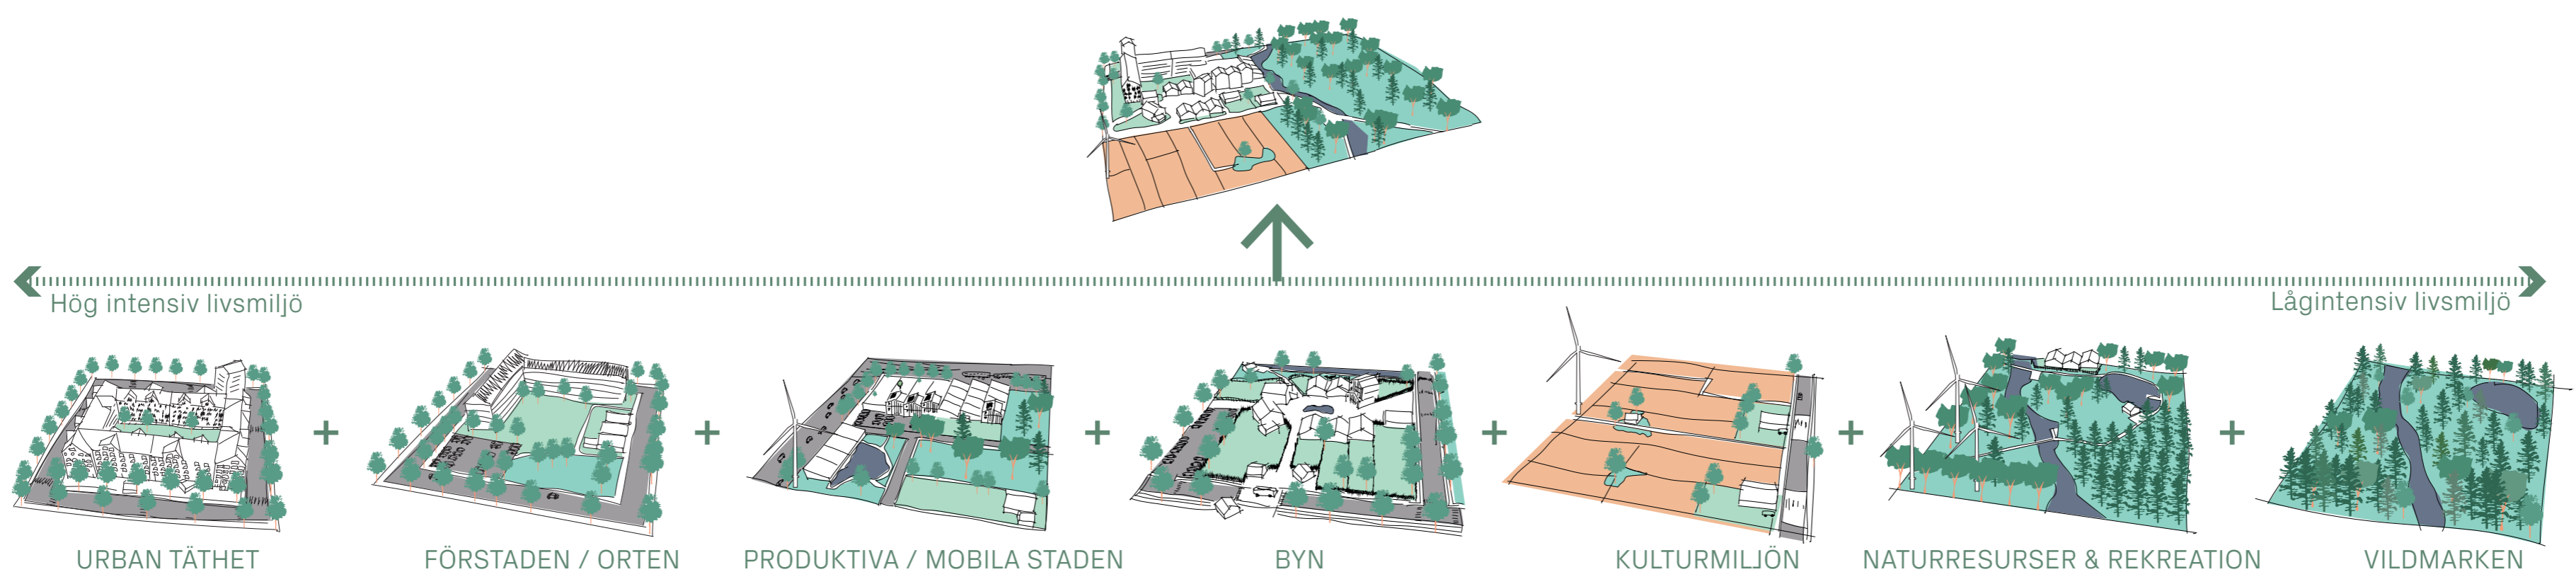 Hög intensiv livsmiljö
Lågintensiv livsmiljö
+
+
+
+
+
+
URBAN TÄTHET
FÖRSTADEN / ORTEN
PRODUKTIVA / MOBILA STADEN
BYN
KULTURMILJÖN
NATURRESURSER & REKREATION
VILDMARKEN